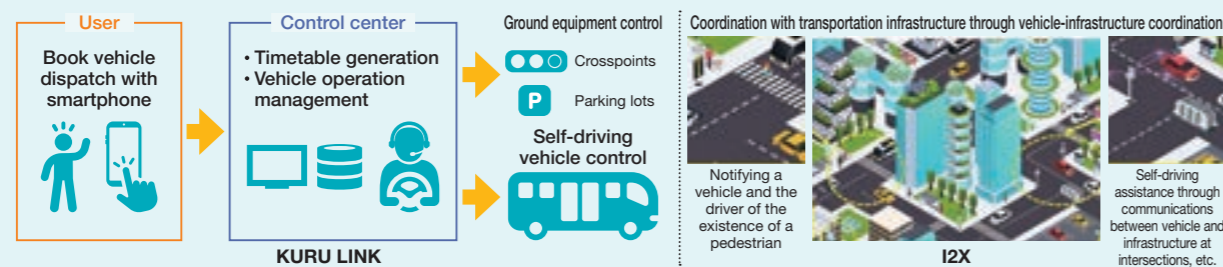 User
Book vehicle
dispatch with
smartphone
Control center
• Timetable generation
• Vehicle operation
management
KURU LINK
Ground equipment control
Crosspoints
P
Parking lots
Self-driving
vehicle control
Coordination with transportation infrastructure through vehicle-infrastructure coordination
Notifying a
vehicle and the
driver of the
existence of a
pedestrian
I2X
Self-driving
assistance through
communications
between vehicle and
infrastructure at
intersections, etc.